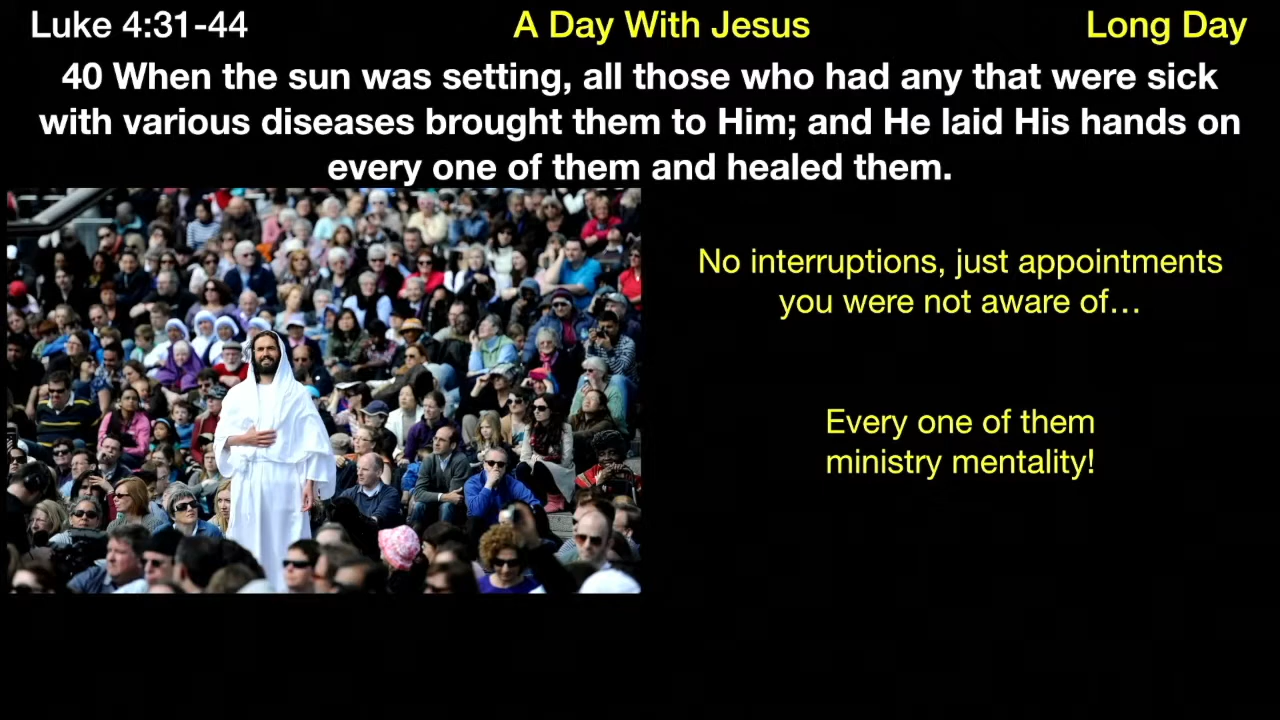 Luke 4:31-44
A Day With Jesus
Long Day
40 When the sun was setting, all those who had any that were sick
with various diseases brought them to Him; and He laid His hands on
every one of them and healed them.
No interruptions, just appointments
you were not aware of…
Every one of them
ministry mentality!